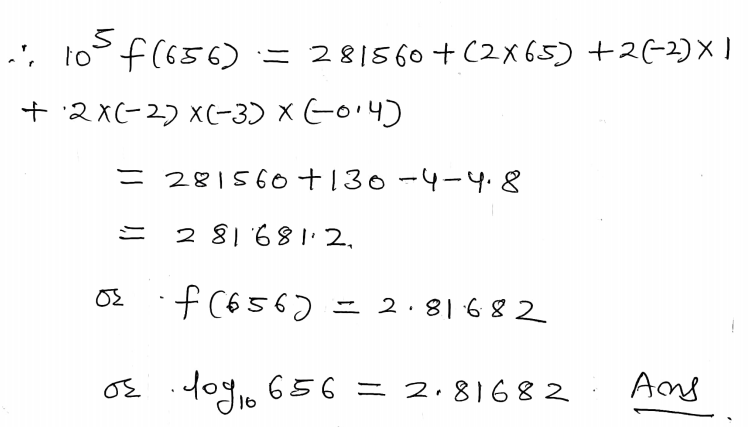 ∴ 10⁵ f(656) = 281560 + (2×65) + 2(-2)×1
+ 2×(-2)×(-3) × (-0.4)
= 281560 + 130 - 4 - 4.8
= 281681.2,
or f(656) = 2.81682
or log₁₀ 656 = 2.81682 Ans.